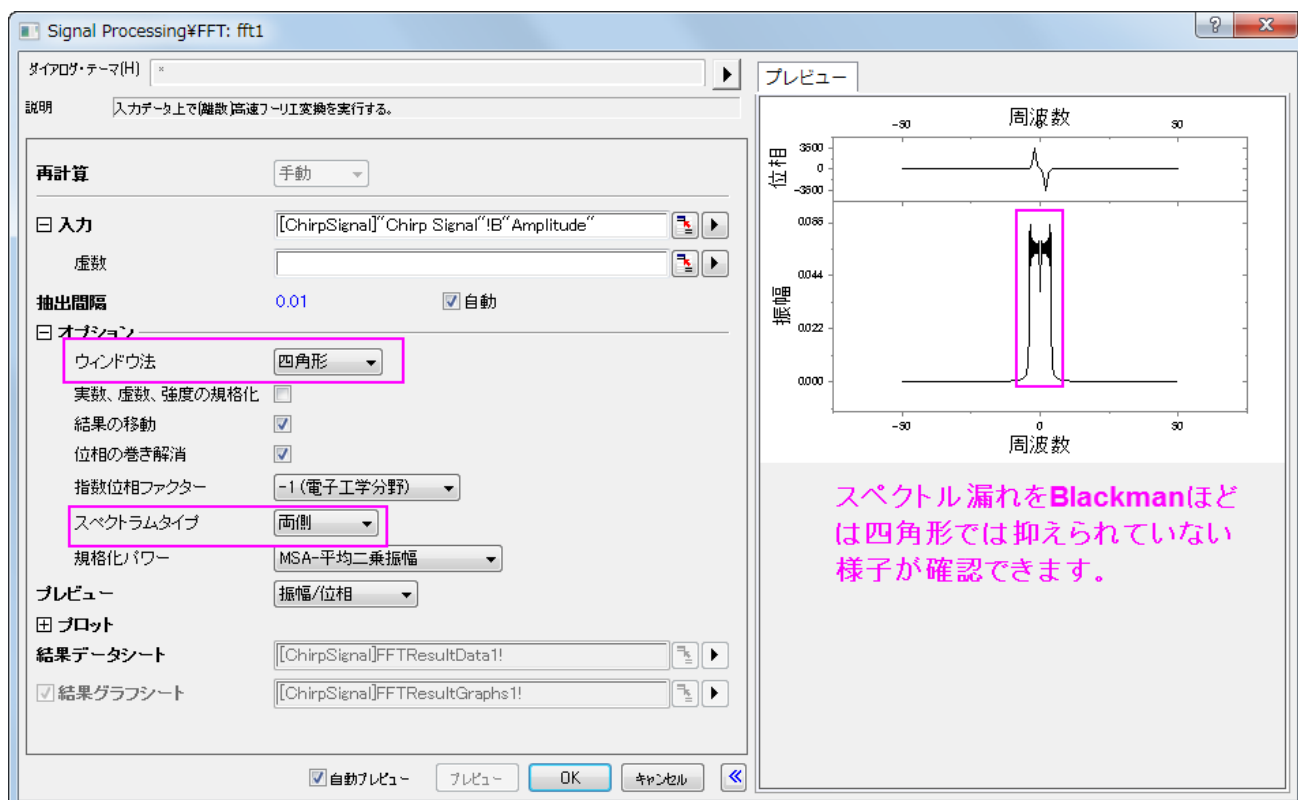 Signal Processing¥FFT: fft1
ダイアログ・テーマ(H) *
説明 入力データ上で(離散)高速フーリエ変換を実行する。
再計算 手動
入力 [ChirpSignal]"Chirp Signal"!B"Amplitude"
虚数
抽出間隔 0.01 自動
オプション
ウィンドウ法 四角形
実数、虚数、強度の規格化
結果の移動
位相の巻き解消
指数位相ファクター -1(電子工学分野)
スペクトラムタイプ 両側
規格化パワー MSA-平均二乗振幅
プレビュー 振幅/位相
プロット
結果データシート [ChirpSignal]FFTResultData1!
結果グラフシート [ChirpSignal]FFTResultGraphs1!
自動プレビュー プレビュー OK キャンセル
プレビュー
周波数
-50 0 50
位相
3500
0
-3500
振幅
0.066
0.044
0.022
0.000
-50 0 50
周波数
スペクトル漏れをBlackmanほど
は四角形では抑えられていない
様子が確認できます。